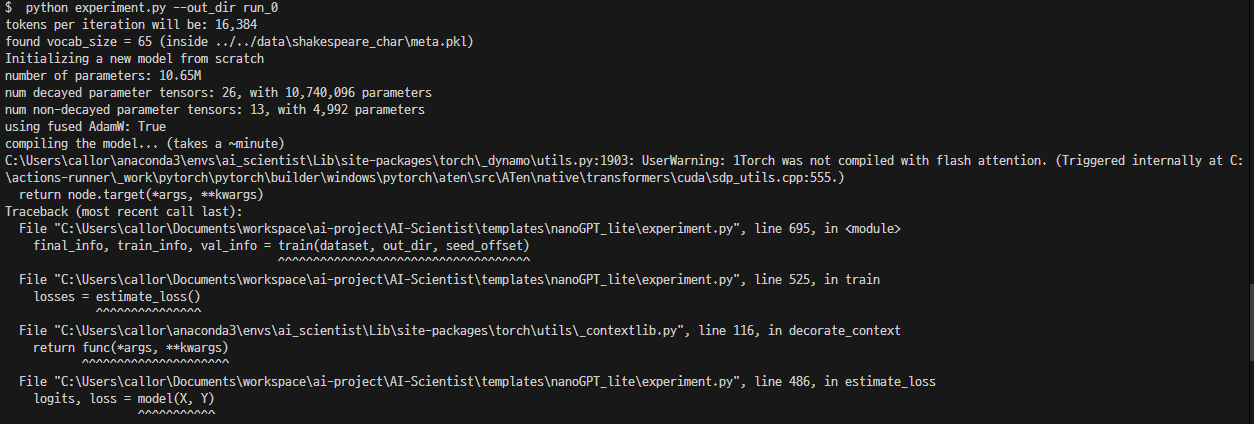 $  python experiment.py --out_dir run_0
tokens per iteration will be: 16,384
found vocab_size = 65 (inside ../../data\shakespeare_char\meta.pkl)
Initializing a new model from scratch
number of parameters: 10.65M
num decayed parameter tensors: 26, with 10,740,096 parameters
num non-decayed parameter tensors: 13, with 4,992 parameters
using fused AdamW: True
compiling the model... (takes a ~minute)
C:\Users\callor\anaconda3\envs\ai_scientist\Lib\site-packages\torch\_dynamo\utils.py:1903: UserWarning: 1Torch was not compiled with flash attention. (Triggered internally at C:
\actions-runner\_work\pytorch\pytorch\builder\windows\pytorch\aten\src\ATen\native\transformers\cuda\sdp_utils.cpp:555.)
  return node.target(*args, **kwargs)
Traceback (most recent call last):
  File "C:\Users\callor\Documents\workspace\ai-project\AI-Scientist\templates\nanoGPT_lite\experiment.py", line 695, in <module>
    final_info, train_info, val_info = train(dataset, out_dir, seed_offset)
                                       ^^^^^^^^^^^^^^^^^^^^^^^^^^^^^^^^^^^^
  File "C:\Users\callor\Documents\workspace\ai-project\AI-Scientist\templates\nanoGPT_lite\experiment.py", line 525, in train
    losses = estimate_loss()
             ^^^^^^^^^^^^^^^
  File "C:\Users\callor\anaconda3\envs\ai_scientist\Lib\site-packages\torch\utils\_contextlib.py", line 116, in decorate_context
    return func(*args, **kwargs)
           ^^^^^^^^^^^^^^^^^^^^^
  File "C:\Users\callor\Documents\workspace\ai-project\AI-Scientist\templates\nanoGPT_lite\experiment.py", line 486, in estimate_loss
    logits, loss = model(X, Y)
                   ^^^^^^^^^^^